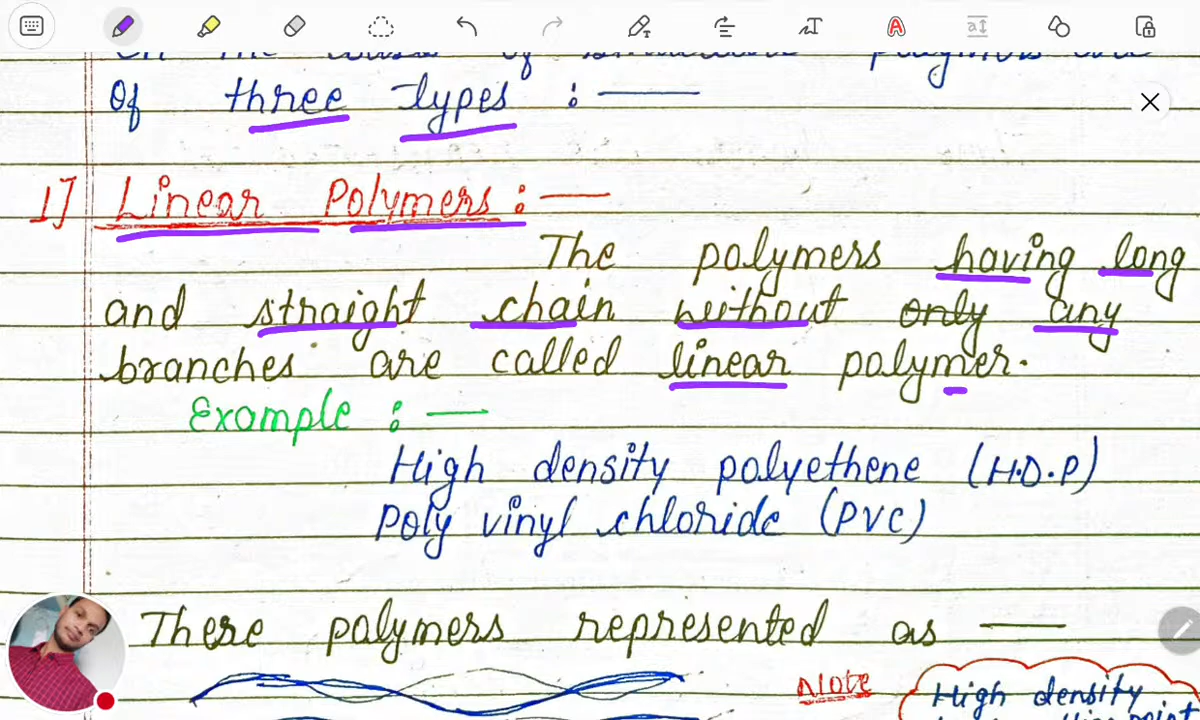 of three types : —
1] Linear Polymers : —
The polymers having long
and straight chain without only any
branches are called linear polymer.
Example : —
High density polyethene (H.D.P)
Poly vinyl chloride (PVC)
There polymers represented as —
Note
High density